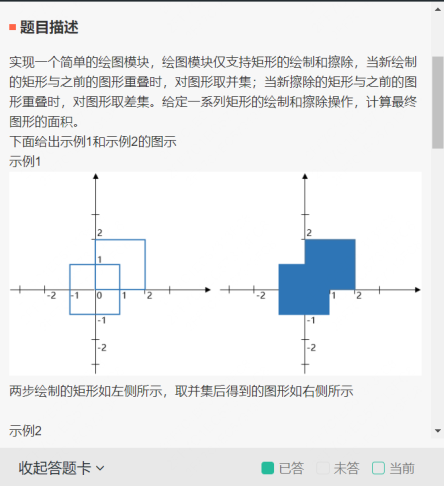 题目描述
实现一个简单的绘图模块，绘图模块仅支持矩形的绘制和擦除，当新绘制
的矩形与之前的图形重叠时，对图形取并集；当新擦除的矩形与之前的图
形重叠时，对图形取差集。给定一系列矩形的绘制和擦除操作，计算最终
图形的面积。
下面给出示例1和示例2的图示
示例1
2 2
1
-2 -1 0 1 2 -2 1 2
-1 -1
-2 -2
两步绘制的矩形如左侧所示，取并集后得到的图形如右侧所示
示例2
收起答题卡 已答 未答 当前